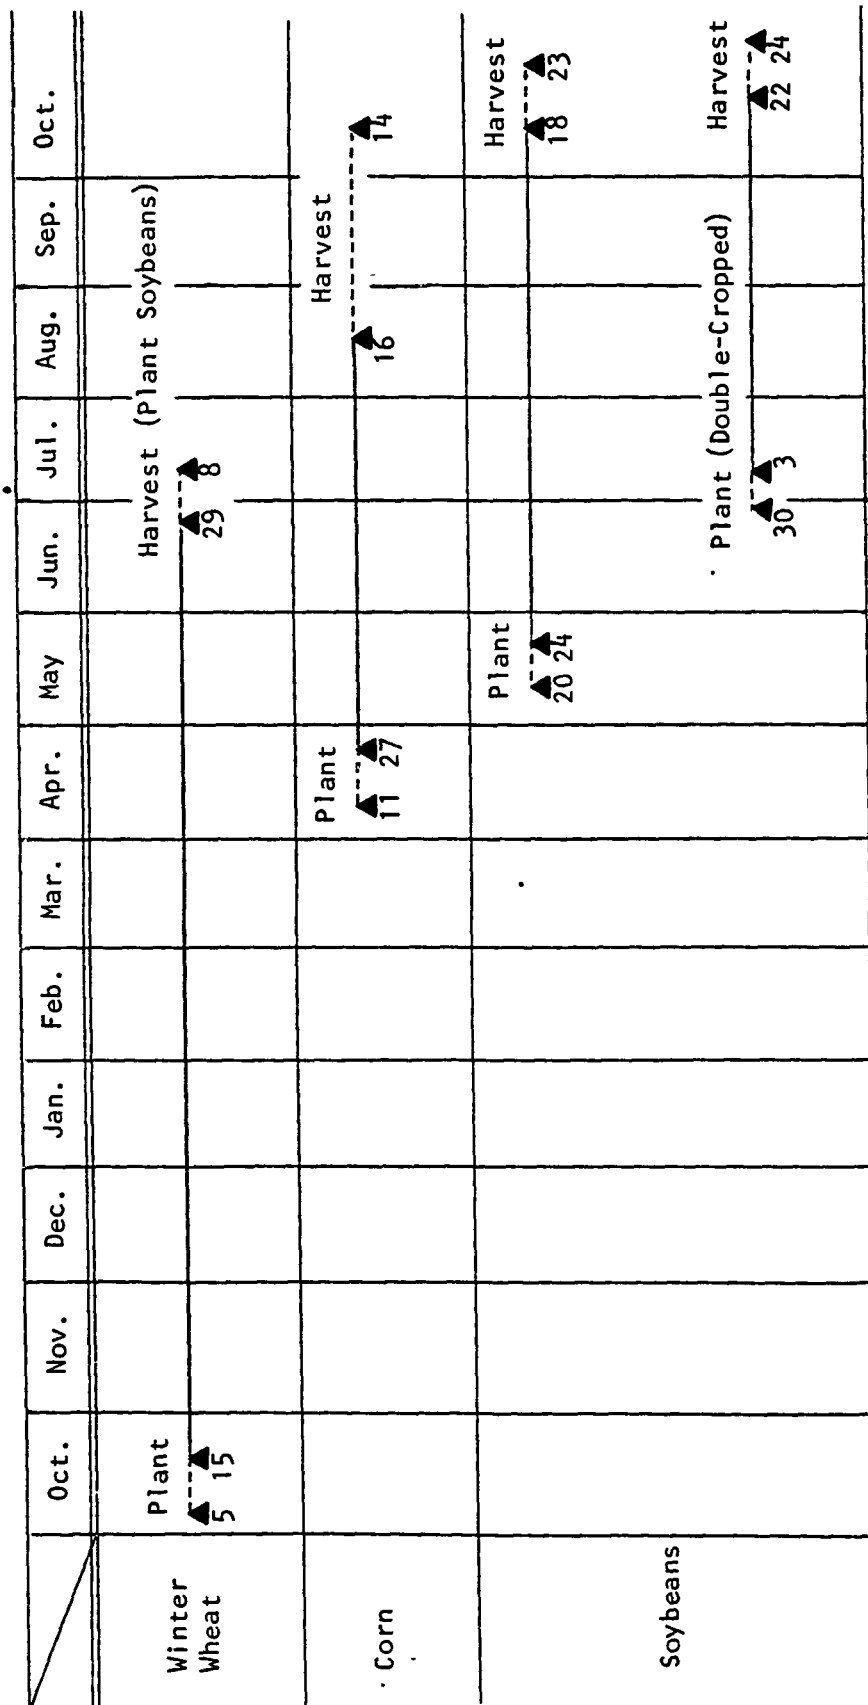 Oct. Nov. Dec. Jan. Feb. Mar. Apr. May Jun. Jul. Aug. Sep. Oct.
Winter
Wheat
Plant
5 15
Harvest (Plant Soybeans)
29 8
Corn
Plant
11 27
Harvest
16 14
Soybeans
Plant
20 24
Harvest
18 23
Plant (Double-Cropped)
30 3
Harvest
22 24